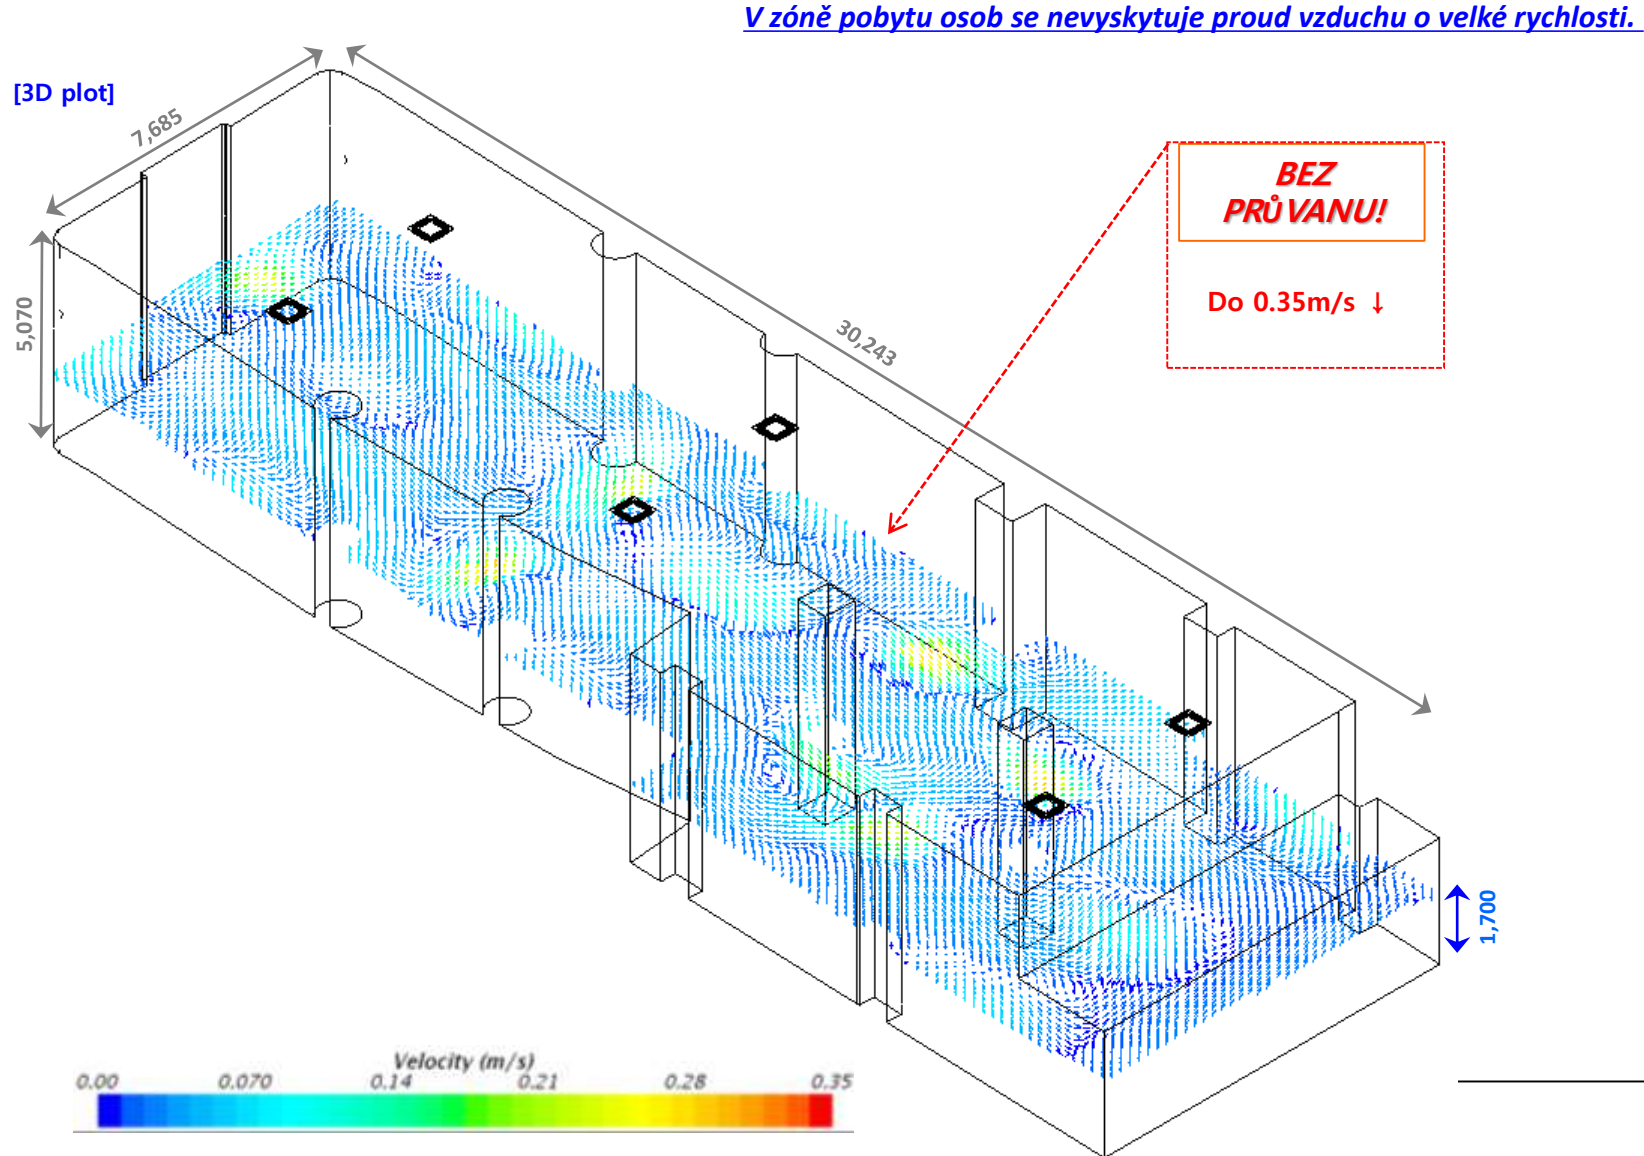 V zóně pobytu osob se nevyskytuje proud vzduchu o velké rychlosti.
[3D plot]
7,685
5,070
30,243
BEZ
PRŮVANU!
Do 0.35m/s ↓
1,700
Velocity (m/s)
0.00 0.070 0.14 0.21 0.28 0.35